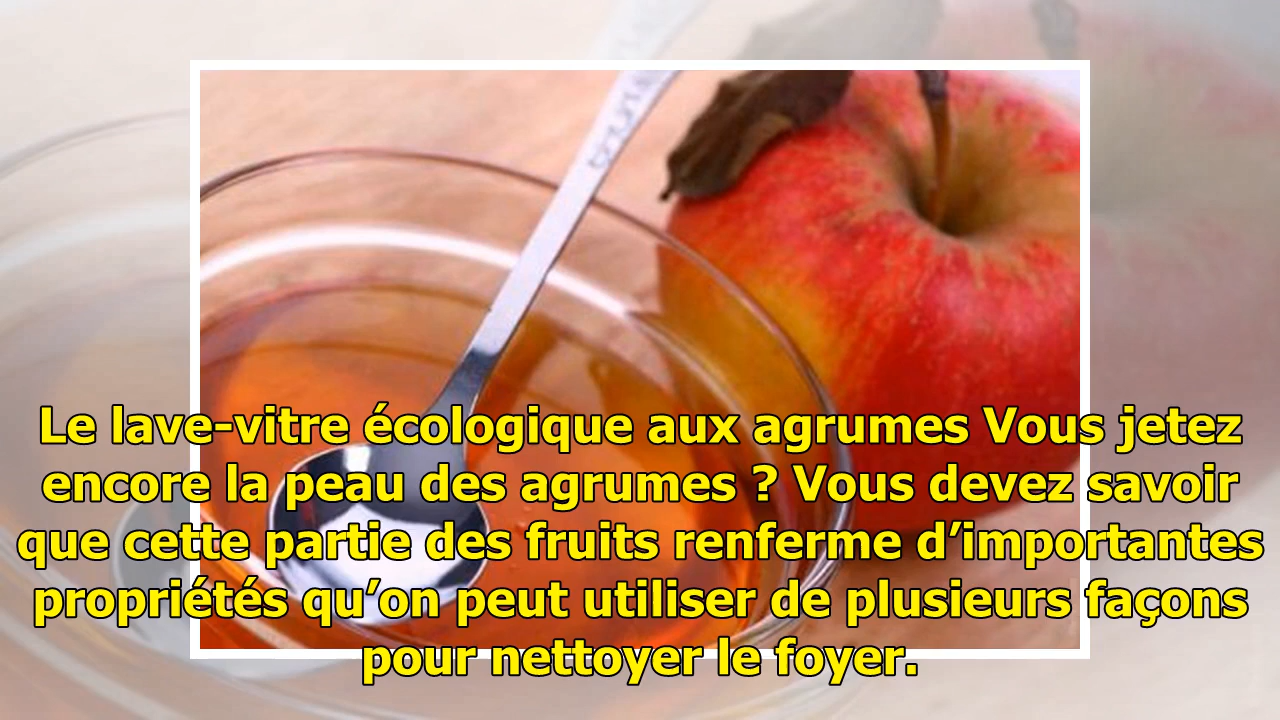 Le lave-vitre écologique aux agrumes Vous jetez
encore la peau des agrumes ? Vous devez savoir
que cette partie des fruits renferme d’importantes
propriétés qu’on peut utiliser de plusieurs façons
pour nettoyer le foyer.